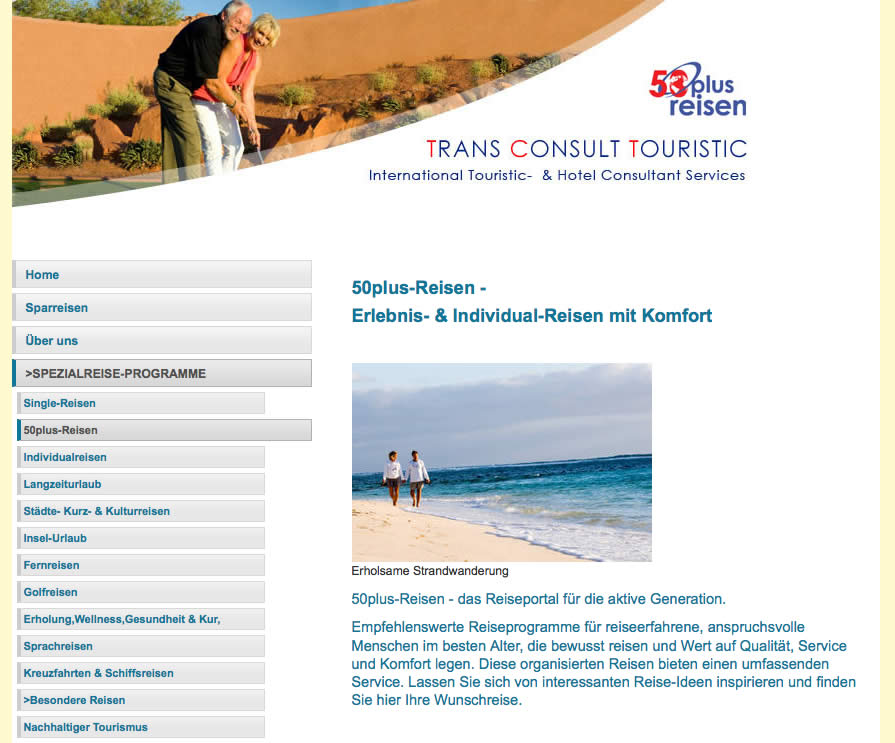 53plus
reisen
TRANS CONSULT TOURISTIC
International Touristic- & Hotel Consultant Services
Home
Sparreisen
Über uns
>SPEZIALREISE-PROGRAMME
Single-Reisen
50plus-Reisen
Individualreisen
Langzeiturlaub
Städte- Kurz- & Kulturreisen
Insel-Urlaub
Fernreisen
Golfreisen
Erholung,Wellness,Gesundheit & Kur,
Sprachreisen
Kreuzfahrten & Schiffsreisen
>Besondere Reisen
Nachhaltiger Tourismus
50plus-Reisen -
Erlebnis- & Individual-Reisen mit Komfort
Erholsame Strandwanderung
50plus-Reisen - das Reiseportal für die aktive Generation.
Empfehlenswerte Reiseprogramme für reiseerfahrene, anspruchsvolle
Menschen im besten Alter, die bewusst reisen und Wert auf Qualität, Service
und Komfort legen. Diese organisierten Reisen bieten einen umfassenden
Service. Lassen Sie sich von interessanten Reise-Ideen inspirieren und finden
Sie hier Ihre Wunschreise.